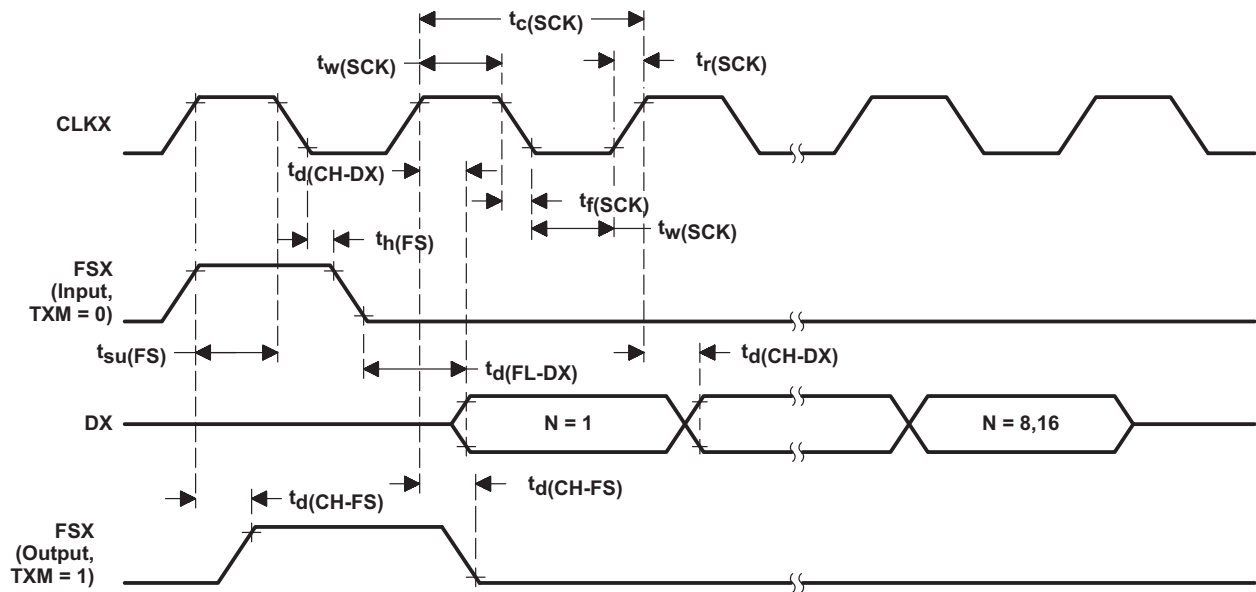 tc(SCK)
tw(SCK)
tr(SCK)
CLKX
td(CH-DX)
tf(SCK)
tw(SCK)
th(FS)
FSX
(Input,
TXM = 0)
tsu(FS)
td(CH-DX)
td(FL-DX)
DX
N = 1
N = 8,16
td(CH-FS)
td(CH-FS)
FSX
(Output,
TXM = 1)